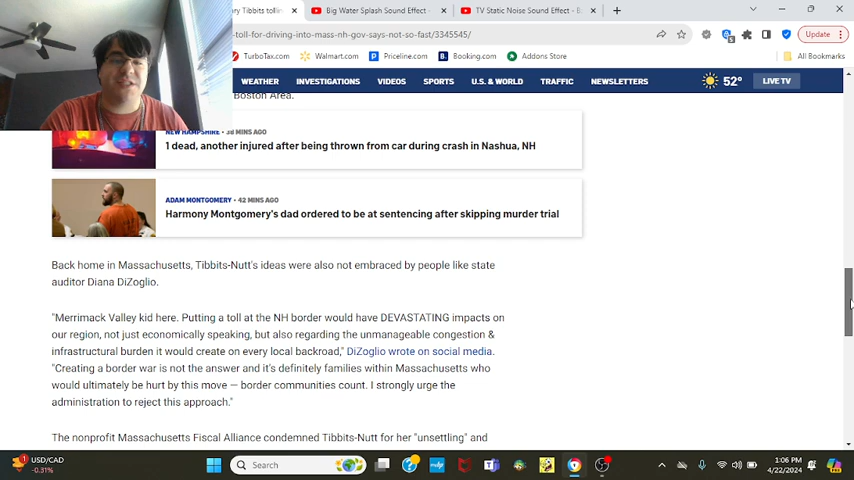 ry Tibbits tollin
Big Water Splash Sound Effect -
TV Static Noise Sound Effect - B
-toll-for-driving-into-mass-nh-gov-says-not-so-fast/3345545/
Update
TurboTax.com
Walmart.com
Priceline.com
Booking.com
Addons Store
All Bookmarks
WEATHER
INVESTIGATIONS
VIDEOS
SPORTS
U.S. & WORLD
TRAFFIC
NEWSLETTERS
52°
LIVE TV
Boston Area.
NEW HAMPSHIRE • 38 MINS AGO
1 dead, another injured after being thrown from car during crash in Nashua, NH
ADAM MONTGOMERY • 42 MINS AGO
Harmony Montgomery's dad ordered to be at sentencing after skipping murder trial
Back home in Massachusetts, Tibbits-Nutt's ideas were also not embraced by people like state
auditor Diana DiZoglio.
"Merrimack Valley kid here. Putting a toll at the NH border would have DEVASTATING impacts on
our region, not just economically speaking, but also regarding the unmanageable congestion &
infrastructural burden it would create on every local backroad," DiZoglio wrote on social media.
"Creating a border war is not the answer and it's definitely families within Massachusetts who
would ultimately be hurt by this move — border communities count. I strongly urge the
administration to reject this approach."
The nonprofit Massachusetts Fiscal Alliance condemned Tibbits-Nutt for her "unsettling" and
USD/CAD
-0.31%
Search
1:06 PM
4/22/2024